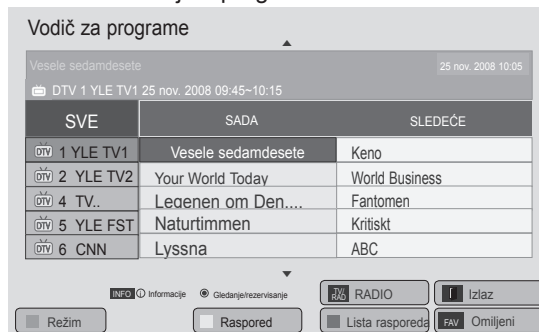 Vodič za programe
Vesele sedamdesete 25 nov. 2008 10:05
DTV 1 YLE TV1 25 nov. 2008 09:45~10:15
SVE SADA SLEDEĆE
DTV 1 YLE TV1 Vesele sedamdesete Keno
DTV 2 YLE TV2 Your World Today World Business
DTV 4 TV.. Legenen om Den.... Fantomen
DTV 5 YLE FST Naturtimmen Kritiskt
DTV 6 CNN Lyssna ABC
INFO i Informacije Gledanje/rezervisanje TV/RAD RADIO Izlaz
Režim Raspored Lista rasporeda FAV Omiljeni